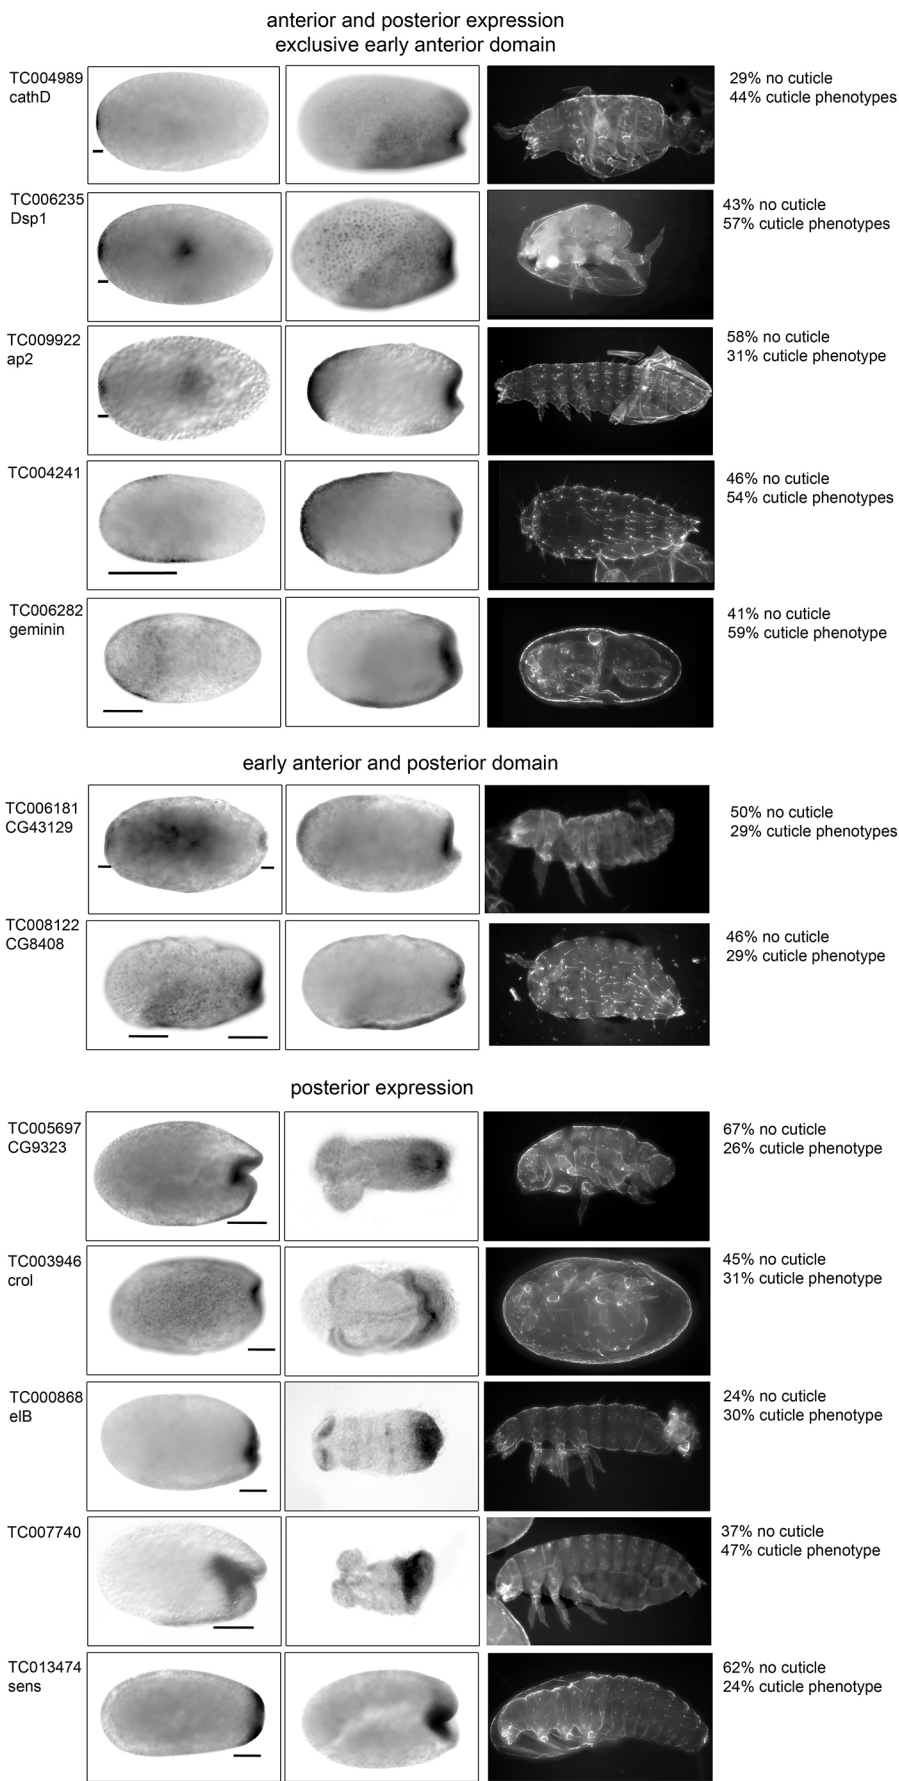 anterior and posterior expression
exclusive early anterior domain
TC004989
cathD
29% no cuticle
44% cuticle phenotypes
TC006235
Dsp1
43% no cuticle
57% cuticle phenotypes
TC009922
ap2
58% no cuticle
31% cuticle phenotype
TC004241
46% no cuticle
54% cuticle phenotypes
TC006282
geminin
41% no cuticle
59% cuticle phenotype
early anterior and posterior domain
TC006181
CG43129
50% no cuticle
29% cuticle phenotypes
TC008122
CG8408
46% no cuticle
29% cuticle phenotype
posterior expression
TC005697
CG9323
67% no cuticle
26% cuticle phenotype
TC003946
crol
45% no cuticle
31% cuticle phenotype
TC000868
elB
24% no cuticle
30% cuticle phenotype
TC007740
37% no cuticle
47% cuticle phenotype
TC013474
sens
62% no cuticle
24% cuticle phenotype